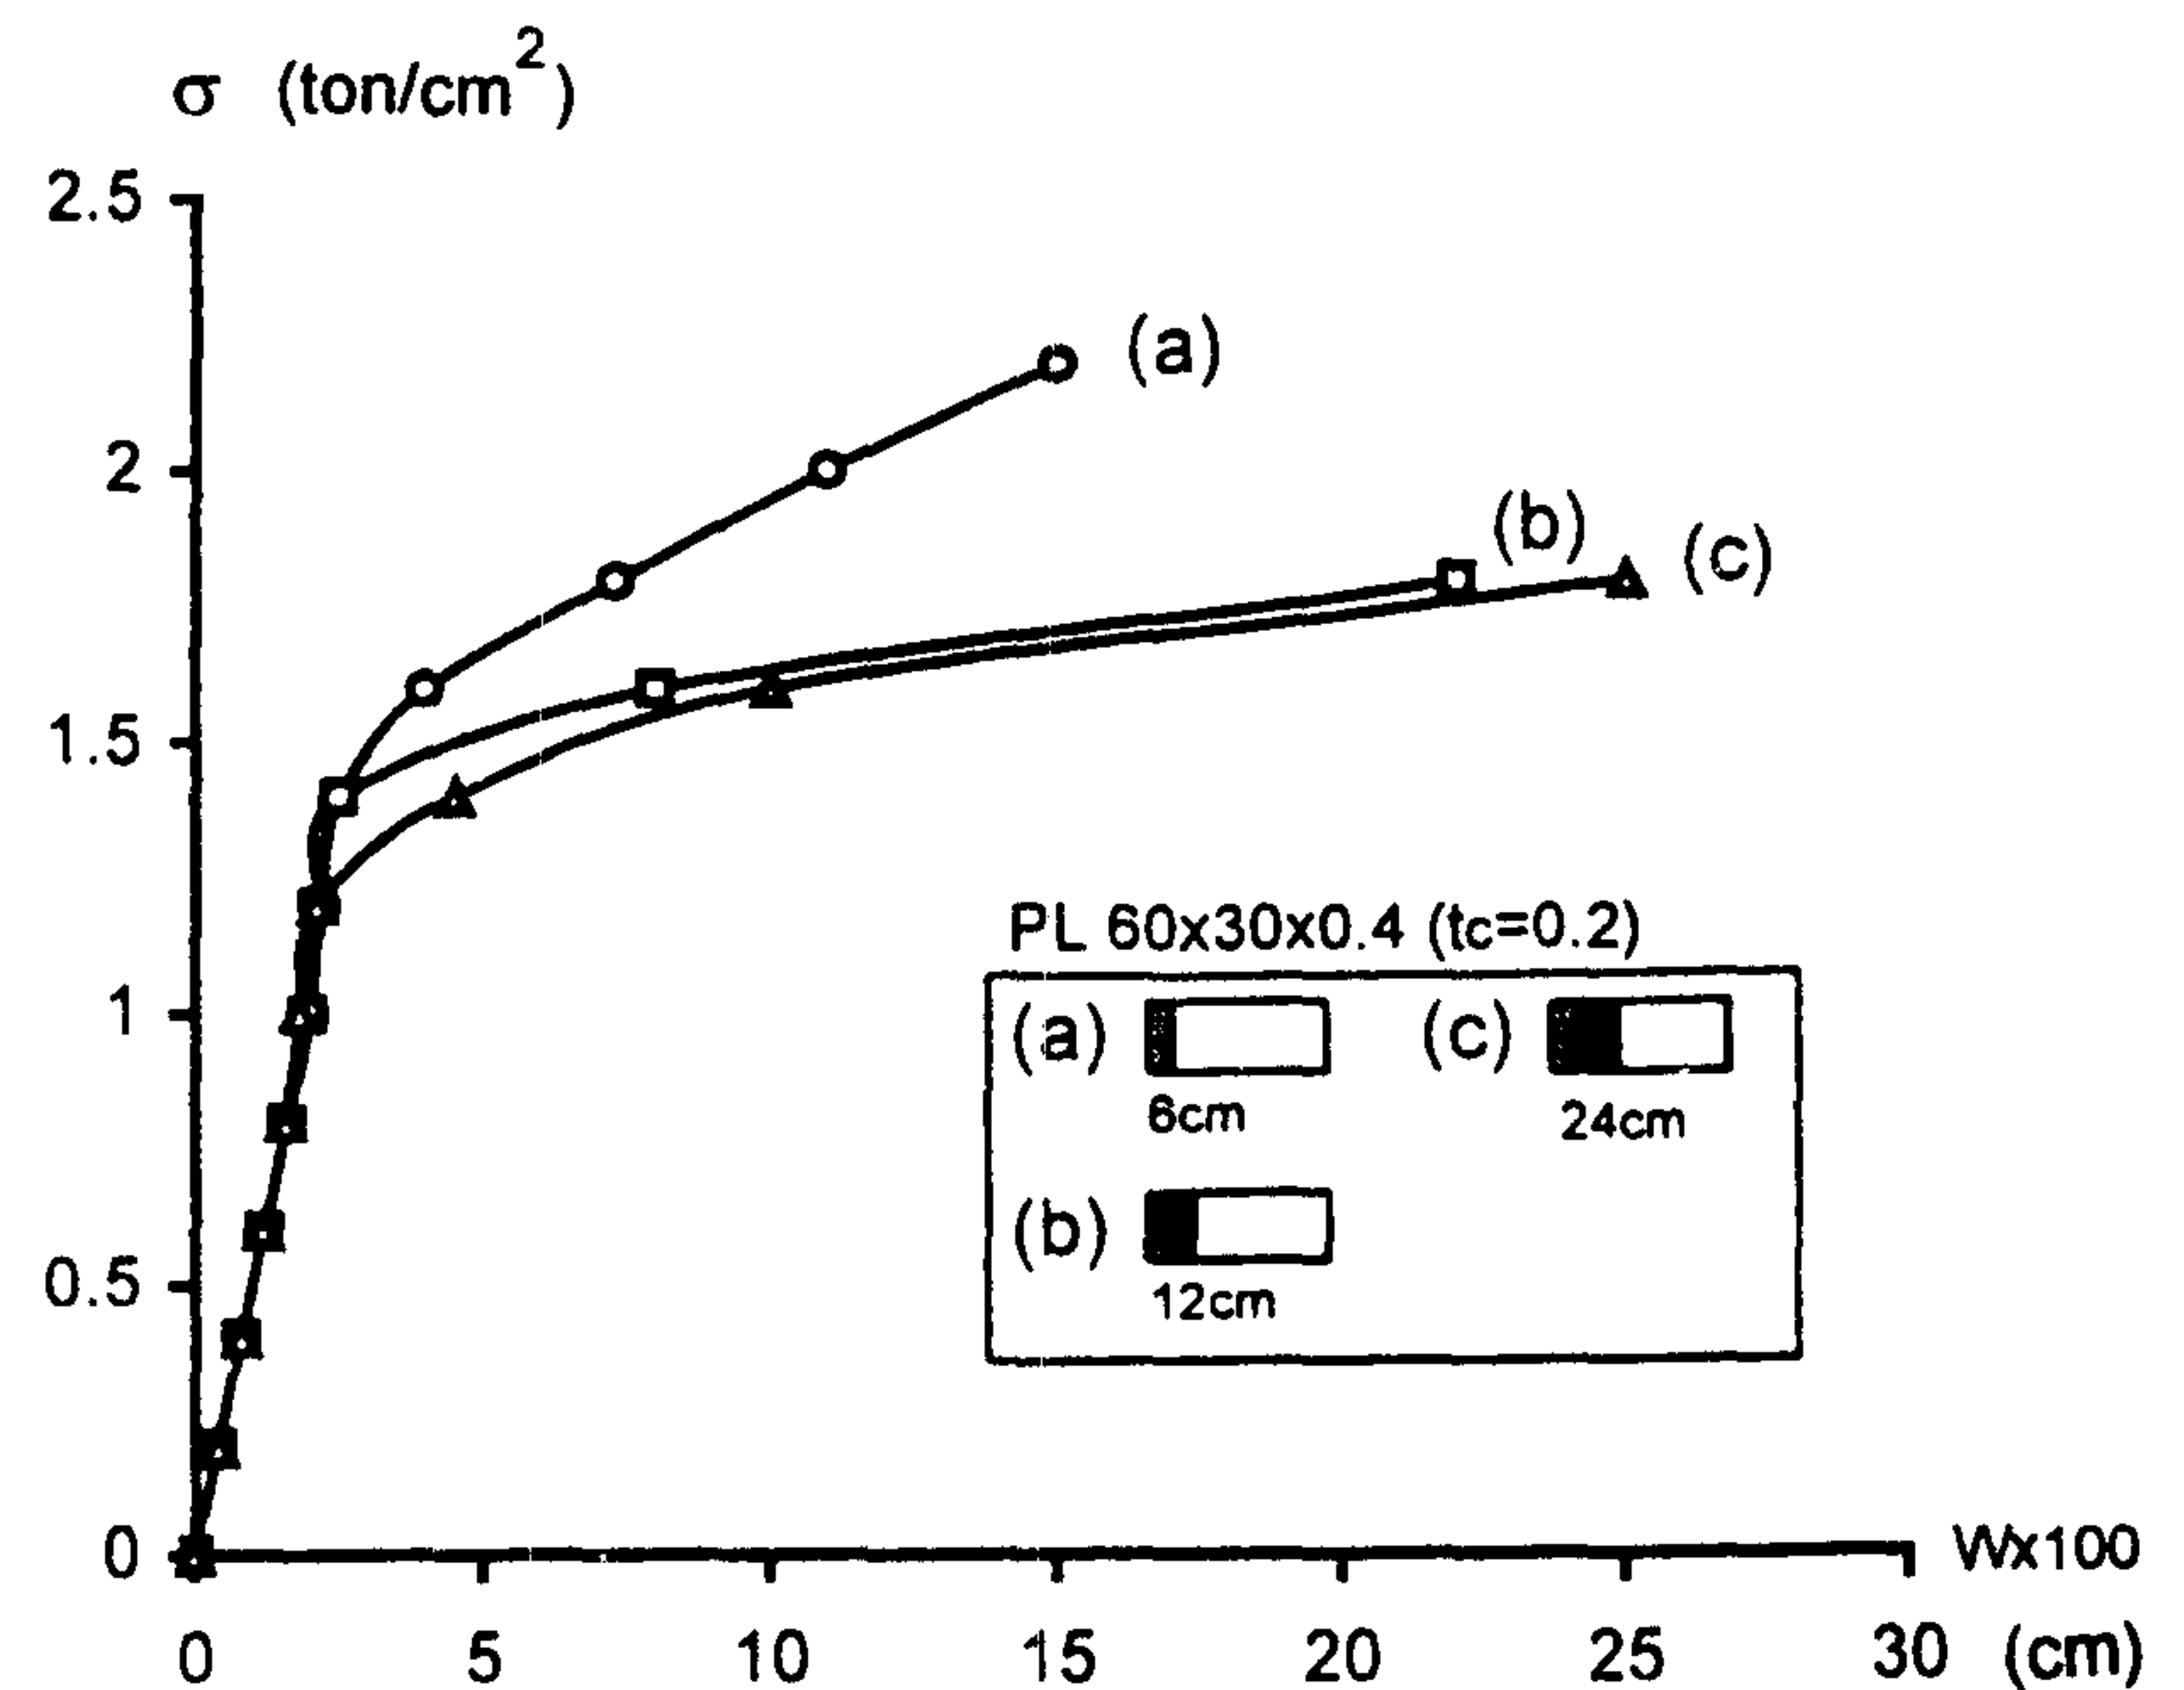 σ (ton/cm²)
2.5
2
1.5
1
0.5
0
(a)
(b)
(c)
PL 60x30x0.4 (tc=0.2)
(a) (c)
6cm 24cm
(b)
12cm
Wx100
0 5 10 15 20 25 30 (cm)